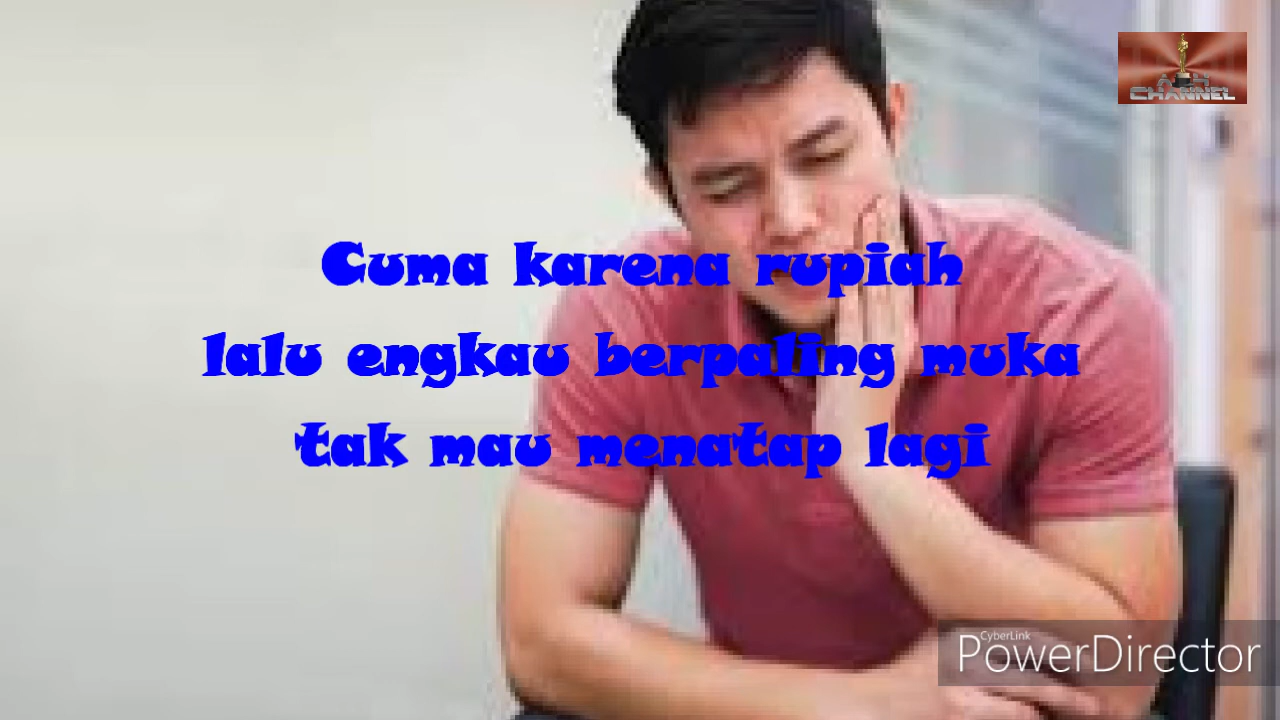 CHANNEL
Cuma karena rupiah
lalu engkau berpaling muka
tak mau menatap lagi
CyberLink
PowerDirector